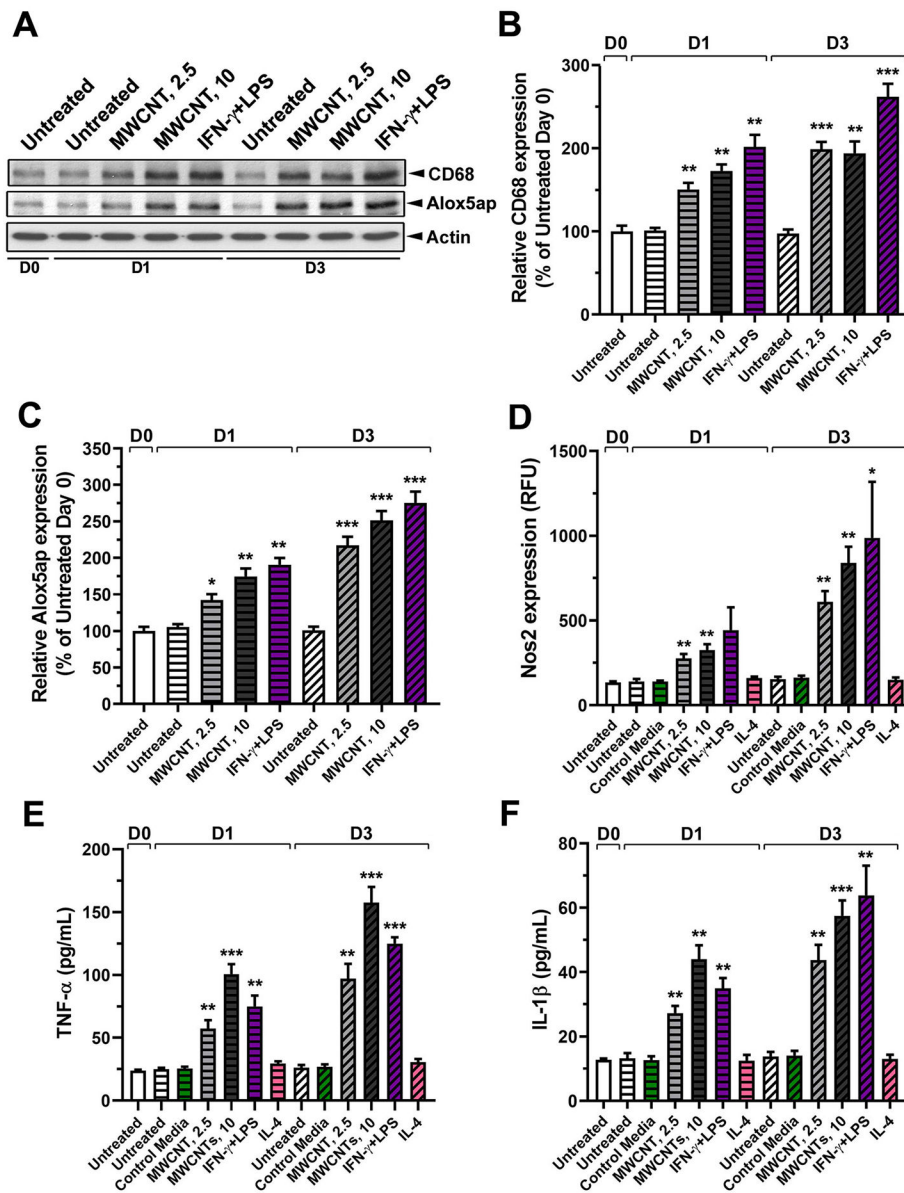 A
Untreated
Untreated
MWCNT, 2.5
MWCNT, 10
IFN-γ+LPS
Untreated
MWCNT, 2.5
MWCNT, 10
IFN-γ+LPS
CD68
Alox5ap
Actin
D0
D1
D3
B
D0
D1
D3
Relative CD68 expression
(% of Untreated Day 0)
300
250
200
150
100
50
0
**
**
**
***
**
***
Untreated
Untreated
MWCNT, 2.5
MWCNT, 10
IFN-γ+LPS
Untreated
MWCNT, 2.5
MWCNT, 10
IFN-γ+LPS
C
D0
D1
D3
Relative Alox5ap expression
(% of Untreated Day 0)
350
300
250
200
150
100
50
0
*
**
**
***
***
***
Untreated
Untreated
MWCNT, 2.5
MWCNT, 10
IFN-γ+LPS
Untreated
MWCNT, 2.5
MWCNT, 10
IFN-γ+LPS
D
D0
D1
D3
Nos2 expression (RFU)
1500
1000
500
0
**
**
**
**
*
Untreated
Untreated
Control Media
MWCNT, 2.5
MWCNT, 10
IFN-γ+LPS
IL-4
Untreated
Control Media
MWCNT, 2.5
MWCNT, 10
IFN-γ+LPS
IL-4
E
D0
D1
D3
TNF-α (pg/mL)
200
150
100
50
0
**
***
**
**
***
***
Untreated
Untreated
Control Media
MWCNT, 2.5
MWCNTs, 10
IFN-γ+LPS
IL-4
Untreated
Control Media
MWCNT, 2.5
MWCNTs, 10
IFN-γ+LPS
IL-4
F
D0
D1
D3
IL-1β (pg/mL)
80
60
40
20
0
**
**
**
**
***
**
Untreated
Untreated
Control Media
MWCNT, 2.5
MWCNTs, 10
IFN-γ+LPS
IL-4
Untreated
Control Media
MWCNT, 2.5
MWCNTs, 10
IFN-γ+LPS
IL-4